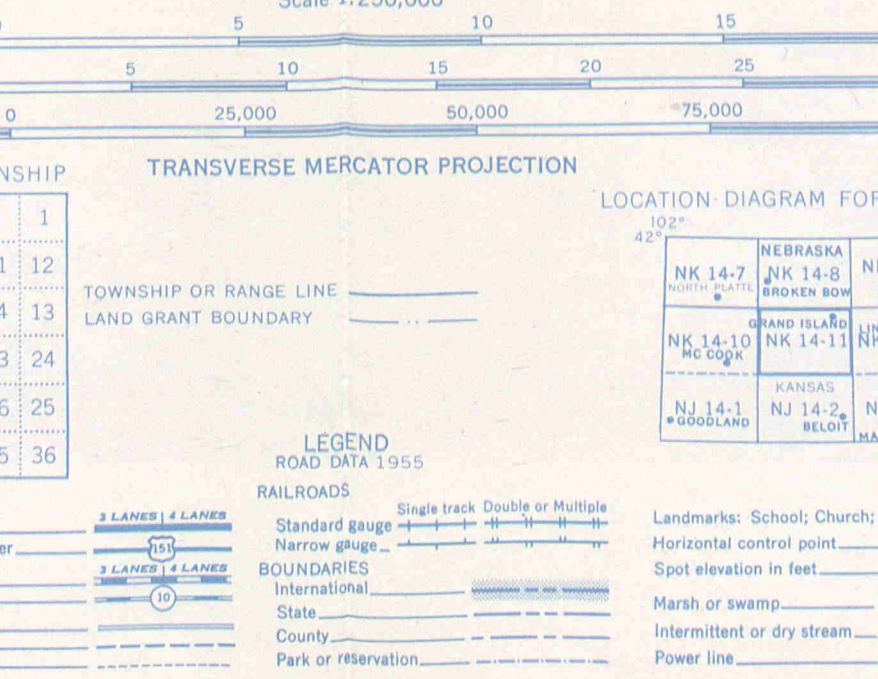 Scale 1:250,000
5 10 15
5 10 15 20 25
0 25,000 50,000 75,000
TRANSVERSE MERCATOR PROJECTION
NSHIP
1
1 12
4 13
3 24
6 25
5 36
TOWNSHIP OR RANGE LINE
LAND GRANT BOUNDARY
LOCATION DIAGRAM FOR
102°
42°
NEBRASKA
NK 14-7 NK 14-8
NORTH PLATTE BROKEN BOW
GRAND ISLAND
NK 14-10 NK 14-11 NK
MC COOK
KANSAS
NJ 14-1 NJ 14-2 N
GOODLAND BELOIT MA
LEGEND
ROAD DATA 1955
3 LANES | 4 LANES
er 151
3 LANES | 4 LANES
10
RAILROADS
Single track Double or Multiple
Standard gauge
Narrow gauge
BOUNDARIES
International
State
County
Park or reservation
Landmarks: School; Church;
Horizontal control point
Spot elevation in feet
Marsh or swamp
Intermittent or dry stream
Power line